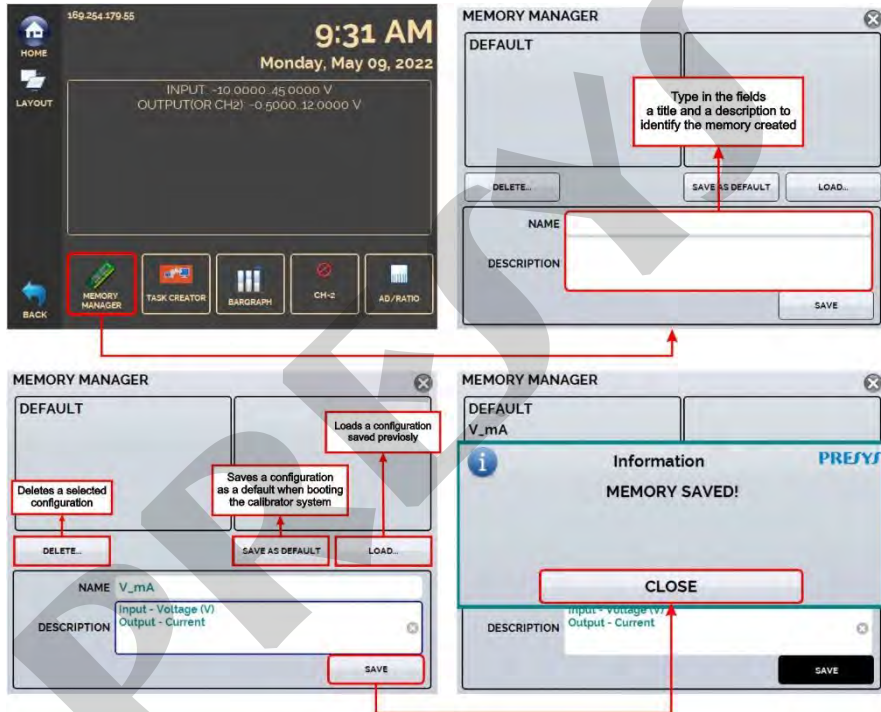 169.254.179.55
9:31 AM
Monday, May 09, 2022
HOME
LAYOUT
INPUT: -10.0000..45.0000 V
OUTPUT(OR CH2) -0.5000..12.0000 V
MEMORY
MANAGER
TASK CREATOR
BARGRAPH
CH-2
AD/RATIO
BACK
MEMORY MANAGER
DEFAULT
Type in the fields
a title and a description to
identify the memory created
DELETE...
SAVE AS DEFAULT
LOAD...
NAME
DESCRIPTION
SAVE
MEMORY MANAGER
DEFAULT
Loads a configuration
saved previosly
Saves a configuration
as a default when booting
the calibrator system
Deletes a selected
configuration
DELETE...
SAVE AS DEFAULT
LOAD...
NAME V_mA
DESCRIPTION
Input - Voltage (V)
Output - Current
SAVE
MEMORY MANAGER
DEFAULT
V_mA
Information
PRESYS
MEMORY SAVED!
CLOSE
Input - Voltage (V)
DESCRIPTION
Output - Current
SAVE
PRESYS